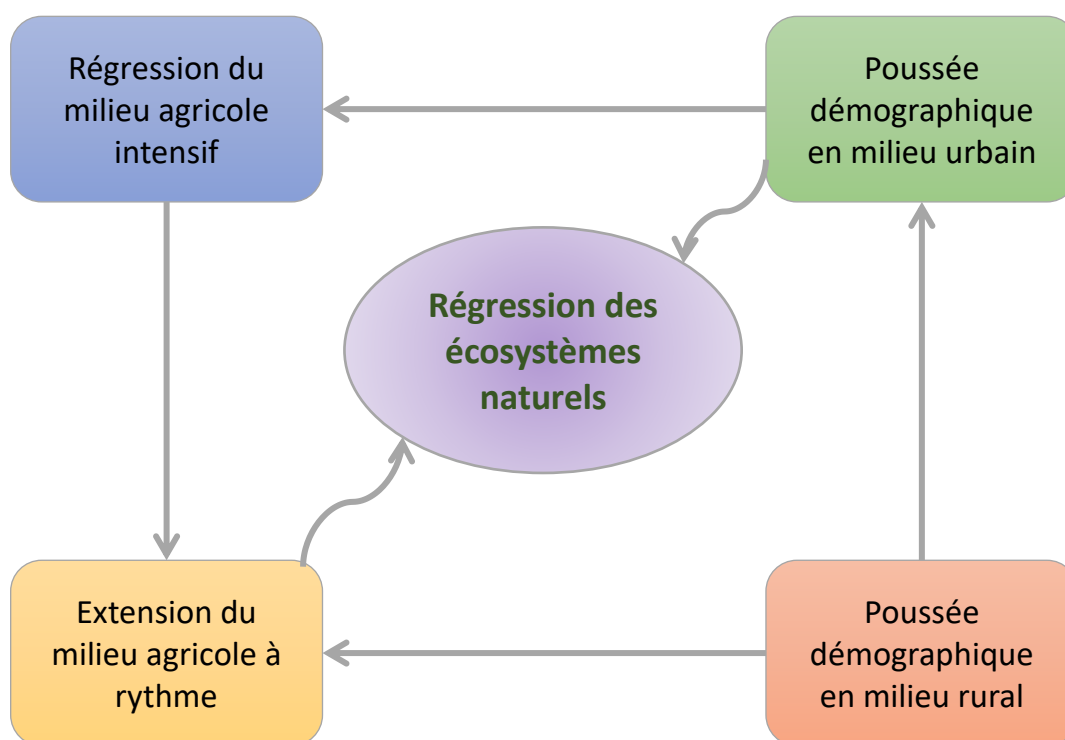 Régression du
milieu agricole
intensif
Poussée
démographique
en milieu urbain
Régression des
écosystèmes
naturels
Extension du
milieu agricole à
rythme
Poussée
démographique
en milieu rural